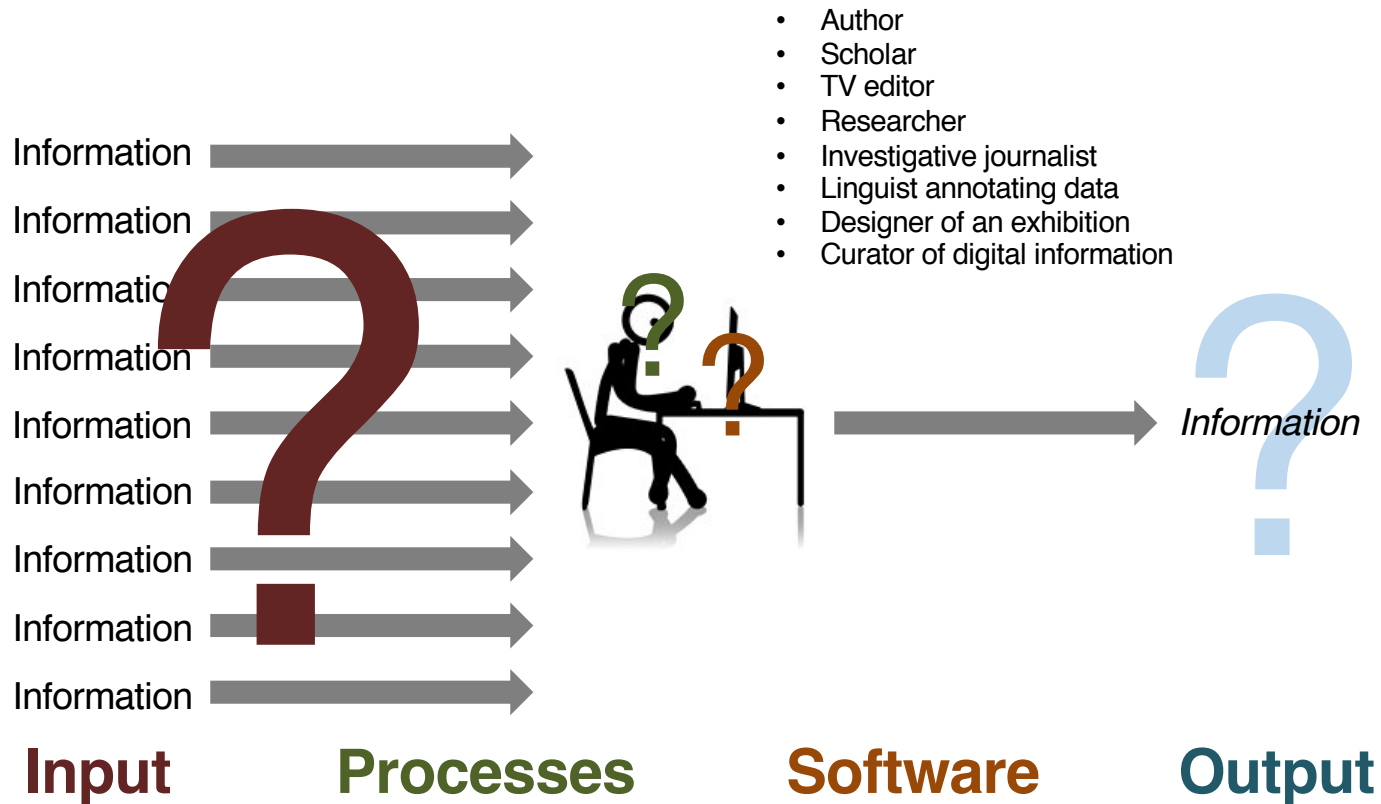 • Author
• Scholar
• TV editor
• Researcher
• Investigative journalist
• Linguist annotating data
• Designer of an exhibition
• Curator of digital information
Information
Information
Information
Information
Information
Information
Information
Information
Information
?
?
?
?
Information
Input
Processes
Software
Output